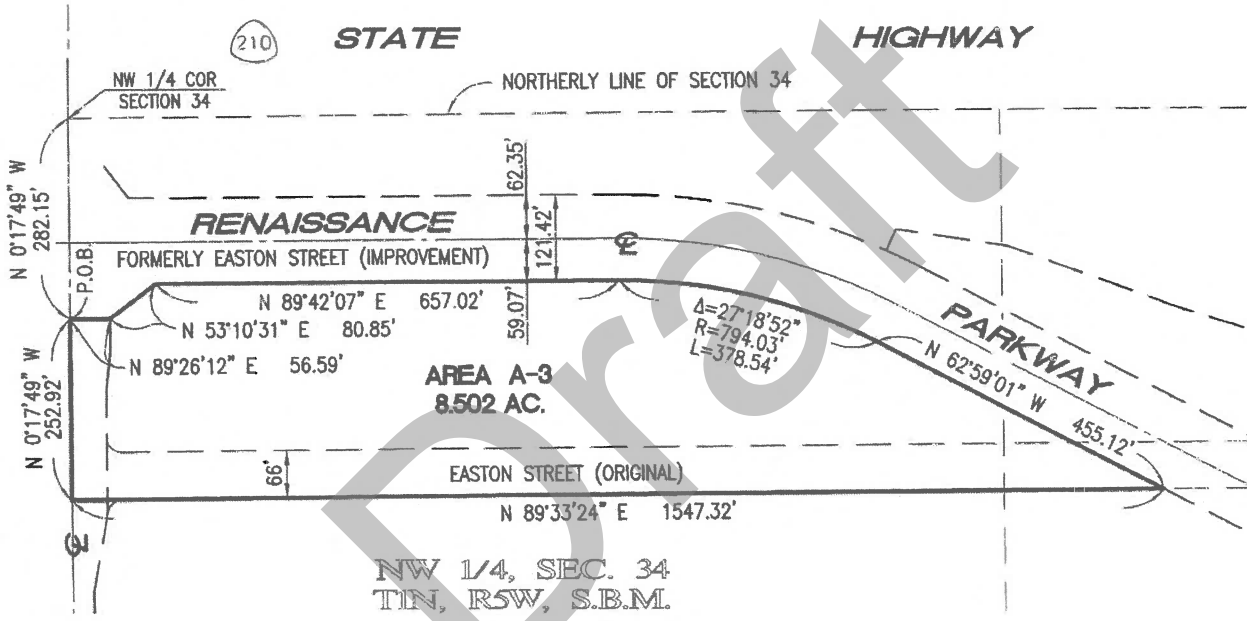 210
STATE HIGHWAY
NW 1/4 COR
SECTION 34
NORTHERLY LINE OF SECTION 34
N 0°17'49" W
282.15'
62.35'
RENAISSANCE
121.42'
FORMERLY EASTON STREET (IMPROVEMENT)
P.O.B.
N 89°42'07" E 657.02'
59.07'
N 53°10'31" E 80.85'
N 89°26'12" E 56.59'
Δ=27°18'52"
R=794.03'
L=378.54'
PARKWAY
N 62°59'01" W 455.12'
AREA A-3
8.502 AC.
N 0°17'49" W
252.92'
66'
EASTON STREET (ORIGINAL)
N 89°33'24" E 1547.32'
NW 1/4, SEC. 34
T1N, R5W, S.B.M.
Draft